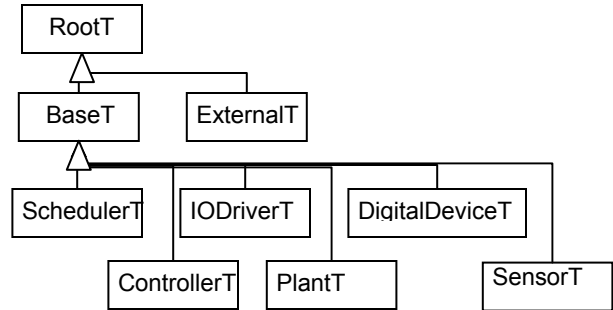 RootT
BaseT ExternalT
SchedulerT IODriverT DigitalDeviceT
ControllerT PlantT SensorT